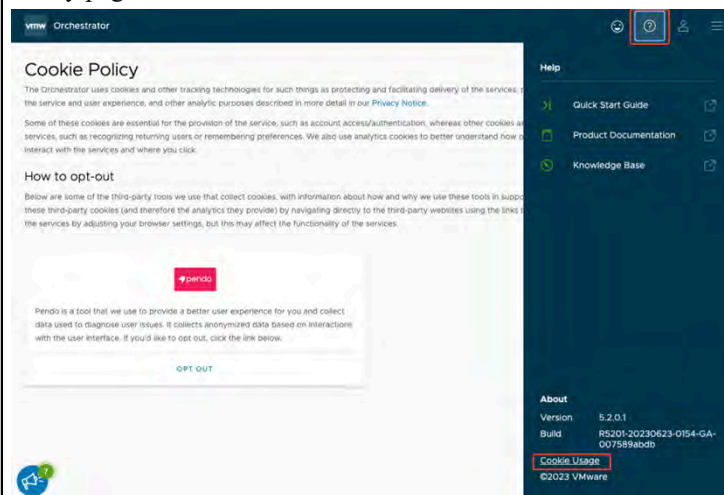 vmw Orchestrator
Cookie Policy
The Orchestrator uses cookies and other tracking technologies for such things as protecting and facilitating delivery of the services,
the service and user experience, and other analytic purposes described in more detail in our Privacy Notice.
Some of these cookies are essential for the provision of the service, such as account access/authentication, whereas other cookies
services, such as recognizing returning users or remembering preferences. We also use analytics cookies to better understand how
interact with the services and where you click.
How to opt-out
Below are some of the third-party tools we use that collect cookies, with information about how and why we use these tools in
these third-party cookies (and therefore the analytics they provide) by navigating directly to the third-party websites using the links
the services by adjusting your browser settings, but this may affect the functionality of the services.
pendo
Pendo is a tool that we use to provide a better user experience for you and collect
data used to diagnose user issues. It collects anonymized data based on interactions
with the user interface. If you'd like to opt out, click the link below.
OPT OUT
7
Help
Quick Start Guide
Product Documentation
Knowledge Base
About
Version 5.2.0.1
Build R5201-20230623-0154-GA-
007589abdb
Cookie Usage
©2023 VMware